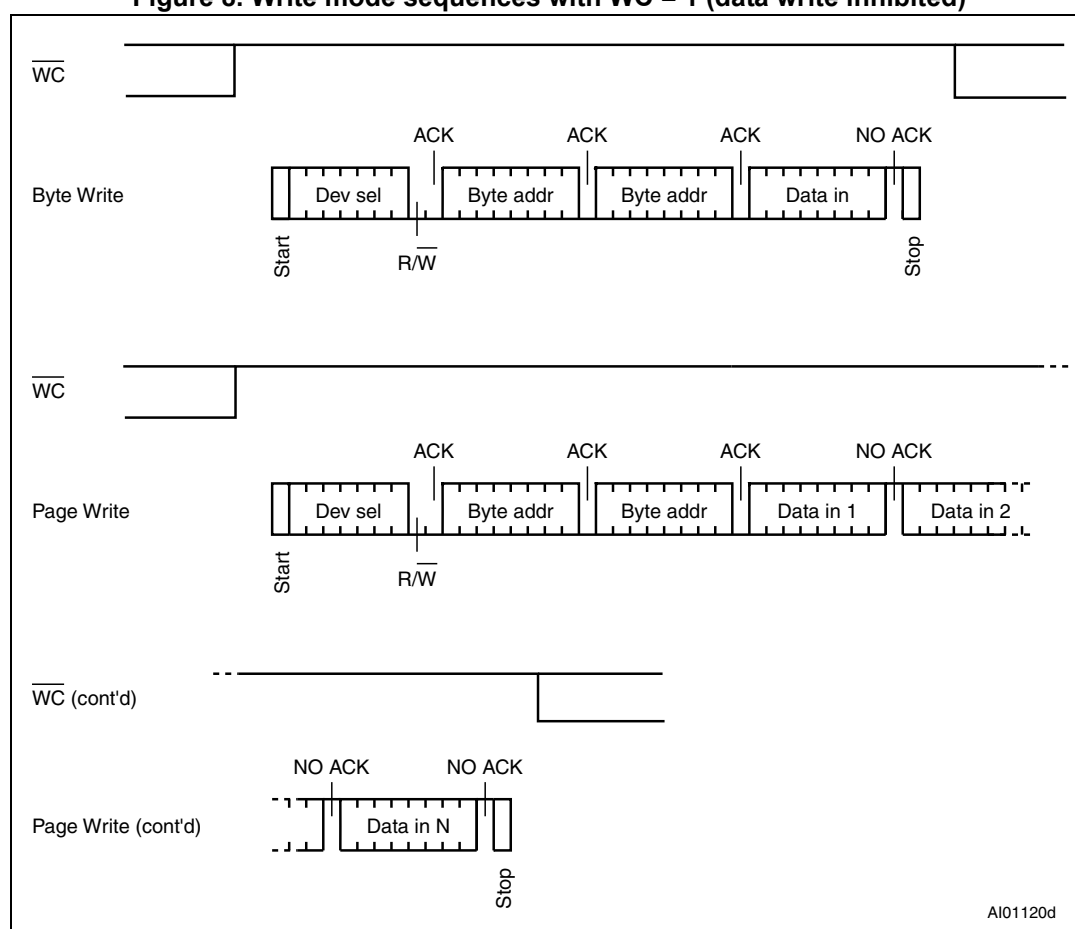 Figure 8. Write mode sequences with WC = 1 (data write inhibited)
WC
ACK ACK ACK NO ACK
Byte Write
Dev sel Byte addr Byte addr Data in
Start R/W Stop
WC
ACK ACK ACK NO ACK
Page Write
Dev sel Byte addr Byte addr Data in 1 Data in 2
Start R/W
WC (cont'd)
NO ACK NO ACK
Page Write (cont'd)
Data in N
Stop
AI01120d